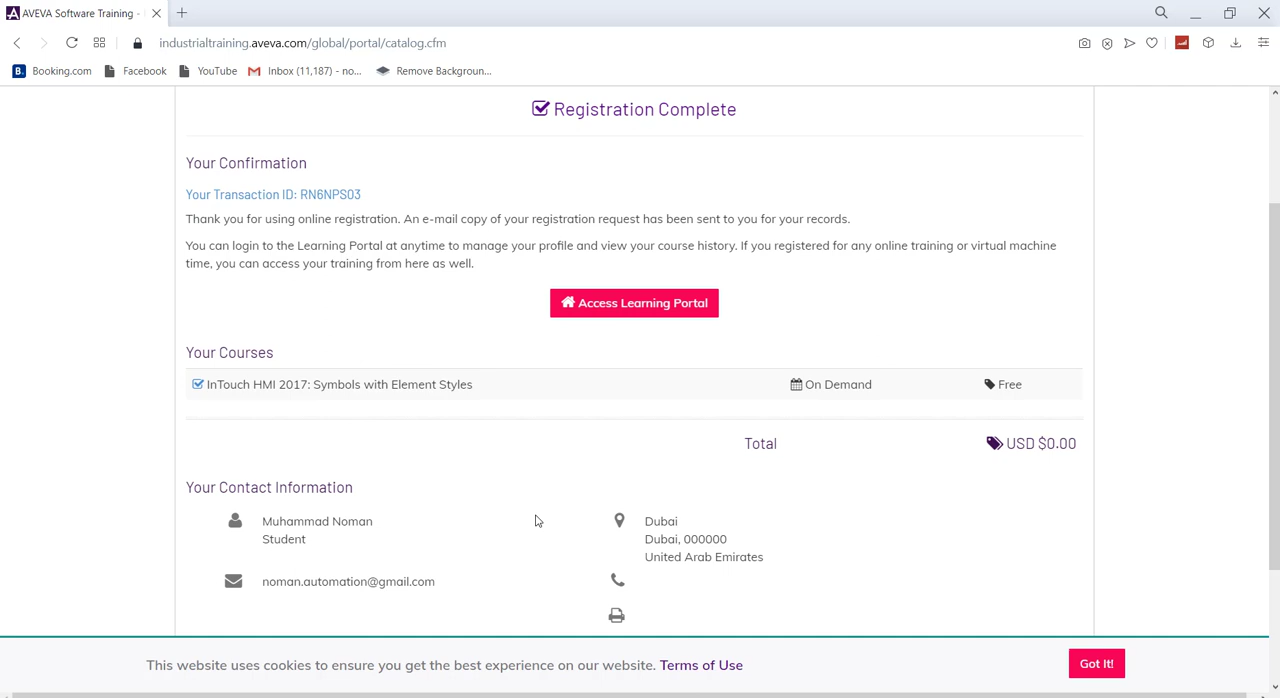 AVEVA Software Training -
industrialtraining.aveva.com/global/portal/catalog.cfm
B. Booking.com Facebook YouTube Inbox (11,187) - no... Remove Backgroun...
Registration Complete
Your Confirmation
Your Transaction ID: RN6NPS03
Thank you for using online registration. An e-mail copy of your registration request has been sent to you for your records.
You can login to the Learning Portal at anytime to manage your profile and view your course history. If you registered for any online training or virtual machine
time, you can access your training from here as well.
Access Learning Portal
Your Courses
InTouch HMI 2017: Symbols with Element Styles On Demand Free
Total USD $0.00
Your Contact Information
Muhammad Noman
Student
noman.automation@gmail.com
Dubai
Dubai, 000000
United Arab Emirates
This website uses cookies to ensure you get the best experience on our website. Terms of Use
Got It!